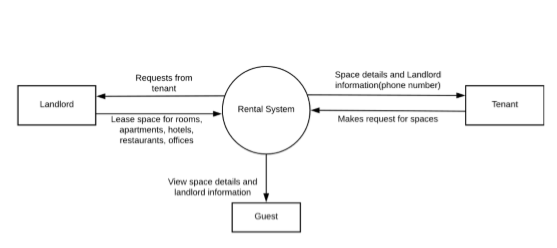 Requests from
tenant
Space details and Landlord
information(phone number)
Landlord
Rental System
Tenant
Lease space for rooms,
apartments, hotels,
restaurants, offices
Makes request for spaces
View space details and
landlord information
Guest